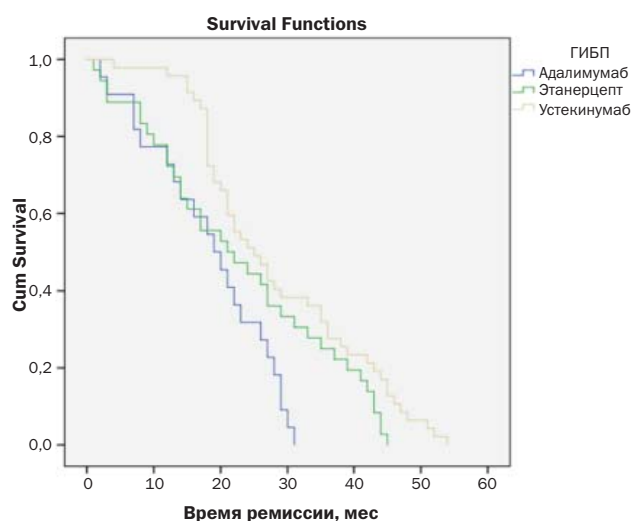 Survival Functions
ГИБП
Адалимумаб
Этанерцепт
Устекинумаб
Cum Survival
1,0
0,8
0,6
0,4
0,2
0,0
0 10 20 30 40 50 60
Время ремиссии, мес